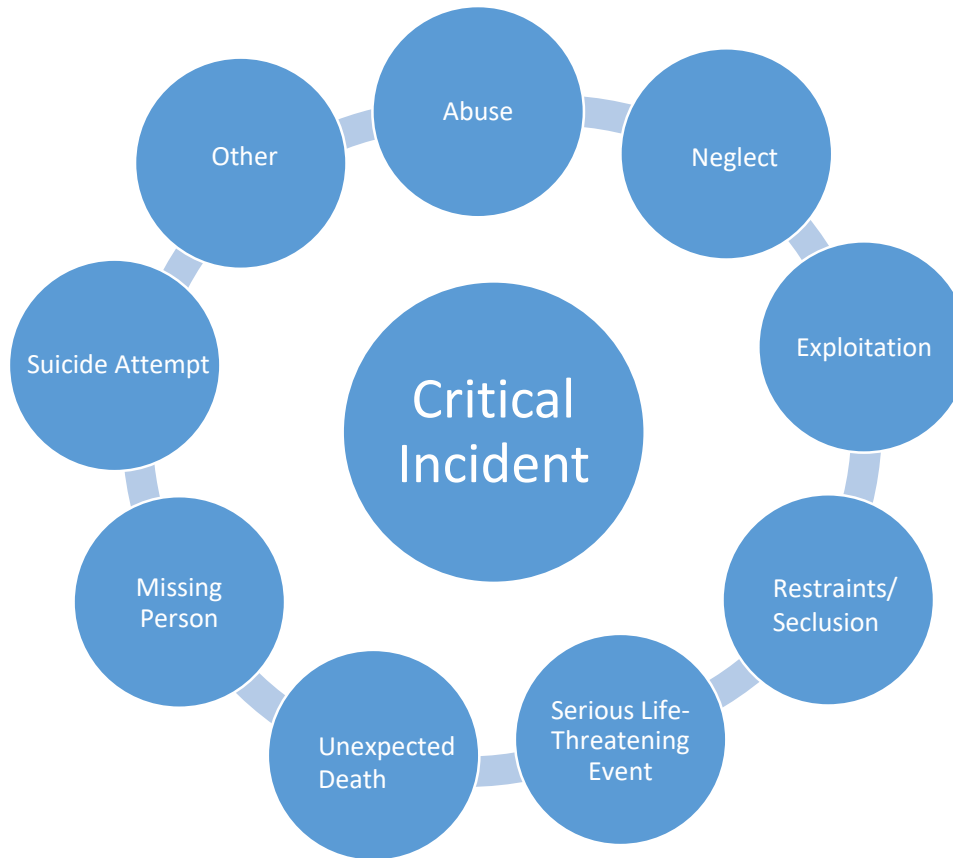 Abuse
Neglect
Exploitation
Restraints/
Seclusion
Serious Life-
Threatening
Event
Unexpected
Death
Missing
Person
Suicide Attempt
Other
Critical
Incident